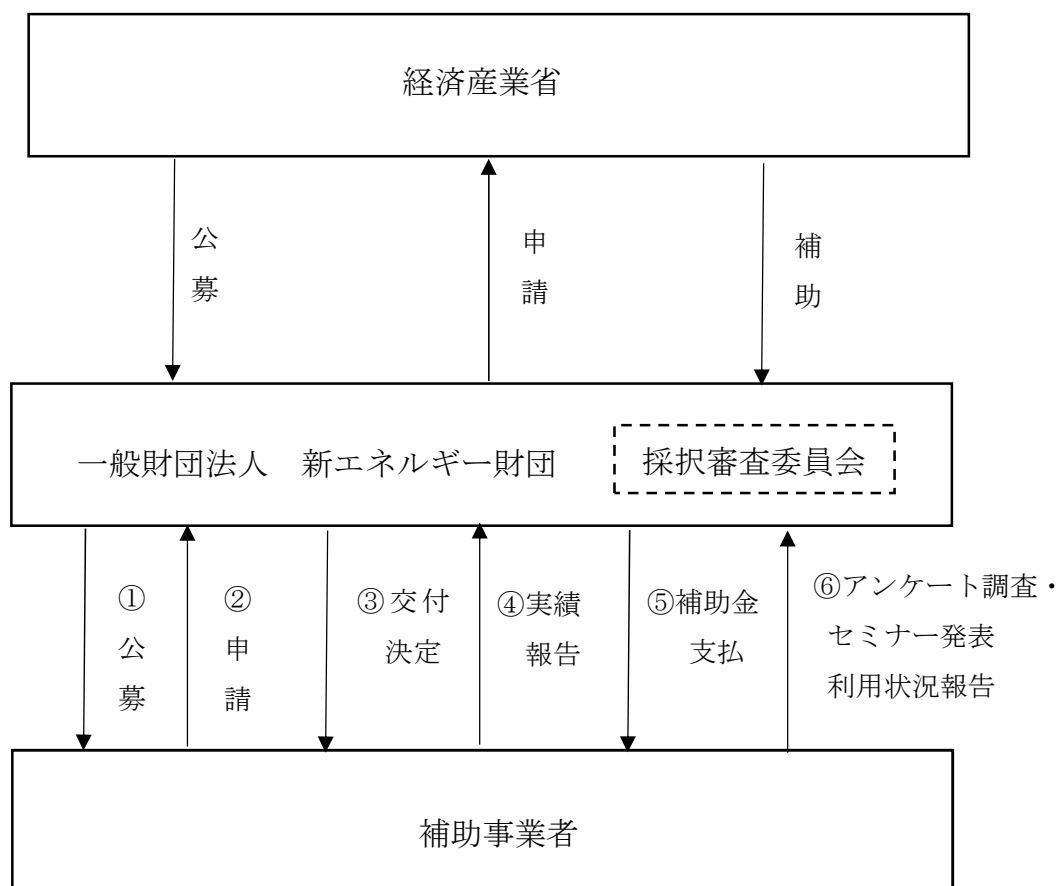 経済産業省
公募
申請
補助
一般財団法人　新エネルギー財団
採択審査委員会
①公募
②申請
③交付
決定
④実績
報告
⑤補助金
支払
⑥アンケート調査・
セミナー発表
利用状況報告
補助事業者